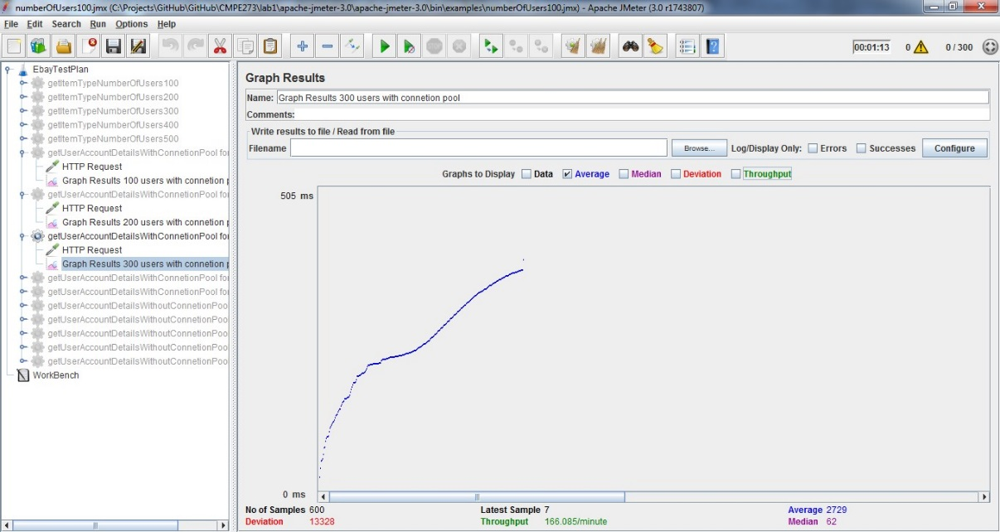 numberOfUsers100.jmx (C:\Projects\GitHub\GitHub\CMPE273\lab1\apache-jmeter-3.0\apache-jmeter-3.0\bin\examples\numberOfUsers100.jmx) - Apache JMeter (3.0 r1743807)
File Edit Search Run Options Help
00:01:13 0 0 / 300
EbayTestPlan
getItemTypeNumberOfUsers100
getItemTypeNumberOfUsers200
getItemTypeNumberOfUsers300
getItemTypeNumberOfUsers400
getItemTypeNumberOfUsers500
getUserAccountDetailsWithConnetionPool for
HTTP Request
Graph Results 100 users with connetion p
getUserAccountDetailsWithConnetionPool for
HTTP Request
Graph Results 200 users with connetion p
getUserAccountDetailsWithConnetionPool for
HTTP Request
Graph Results 300 users with connetion p
getUserAccountDetailsWithConnetionPool for
getUserAccountDetailsWithConnetionPool for
getUserAccountDetailsWithoutConnetionPoo
getUserAccountDetailsWithoutConnetionPoo
getUserAccountDetailsWithoutConnetionPoo
getUserAccountDetailsWithoutConnetionPoo
getUserAccountDetailsWithoutConnetionPoo
WorkBench
Graph Results
Name: Graph Results 300 users with connetion pool
Comments:
Write results to file / Read from file
Filename Browse... Log/Display Only: Errors Successes Configure
Graphs to Display Data Average Median Deviation Throughput
505 ms
0 ms
No of Samples 600 Latest Sample 7 Average 2729
Deviation 13328 Throughput 166.085/minute Median 62